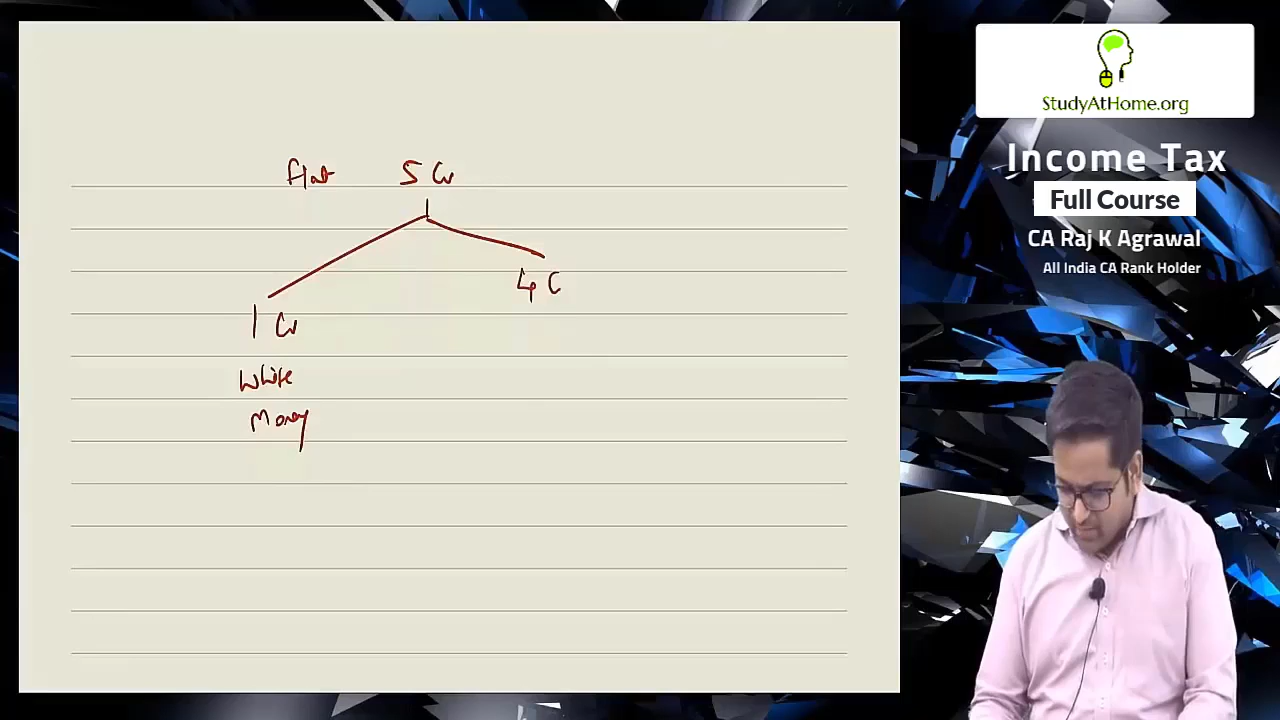 Flat 5 Cr
4 C
1 Cr
White
Money
StudyAtHome.org
Income Tax
Full Course
CA Raj K Agrawal
All India CA Rank Holder